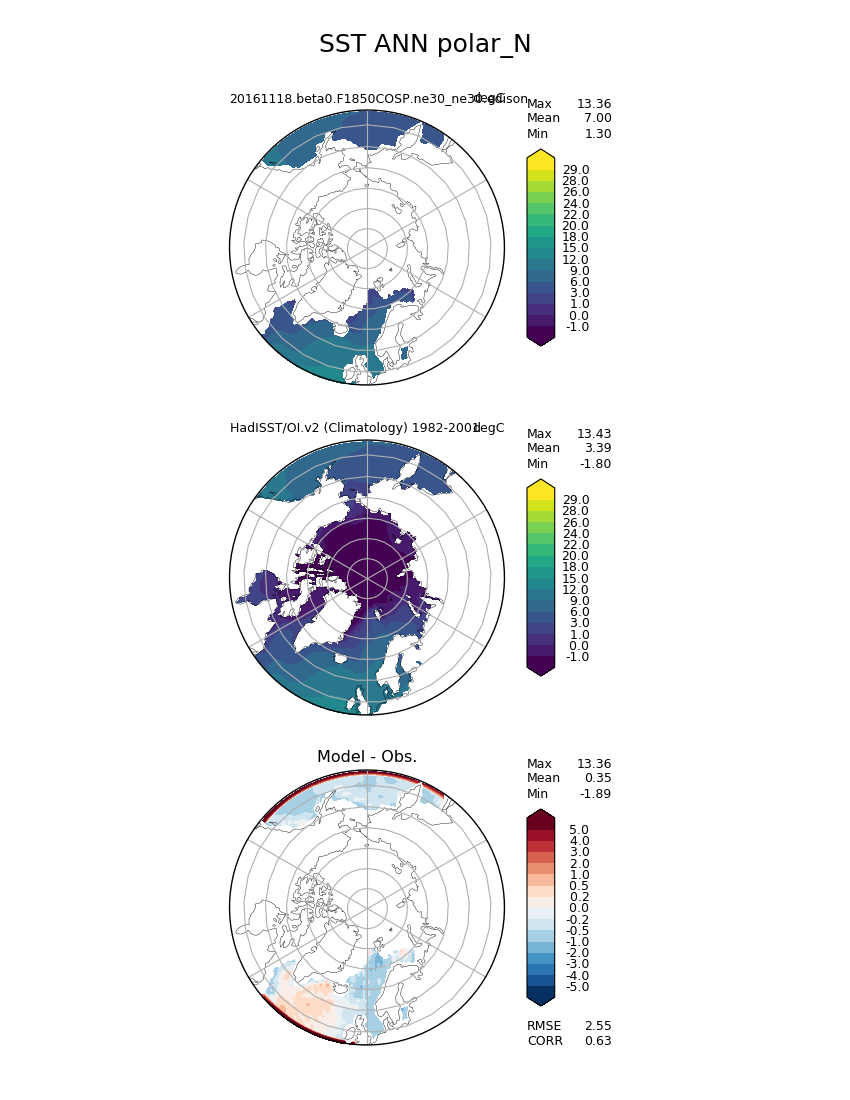 SST ANN polar_N
20161118.beta0.F1850COSP.ne30_ne30.edison
degC
Max 13.36
Mean 7.00
Min 1.30
29.0
28.0
26.0
24.0
22.0
20.0
18.0
15.0
12.0
9.0
6.0
3.0
1.0
0.0
-1.0
HadISST/OI.v2 (Climatology) 1982-2001
degC
Max 13.43
Mean 3.39
Min -1.80
29.0
28.0
26.0
24.0
22.0
20.0
18.0
15.0
12.0
9.0
6.0
3.0
1.0
0.0
-1.0
Model - Obs.
Max 13.36
Mean 0.35
Min -1.89
5.0
4.0
3.0
2.0
1.0
0.5
0.2
0.0
-0.2
-0.5
-1.0
-2.0
-3.0
-4.0
-5.0
RMSE 2.55
CORR 0.63